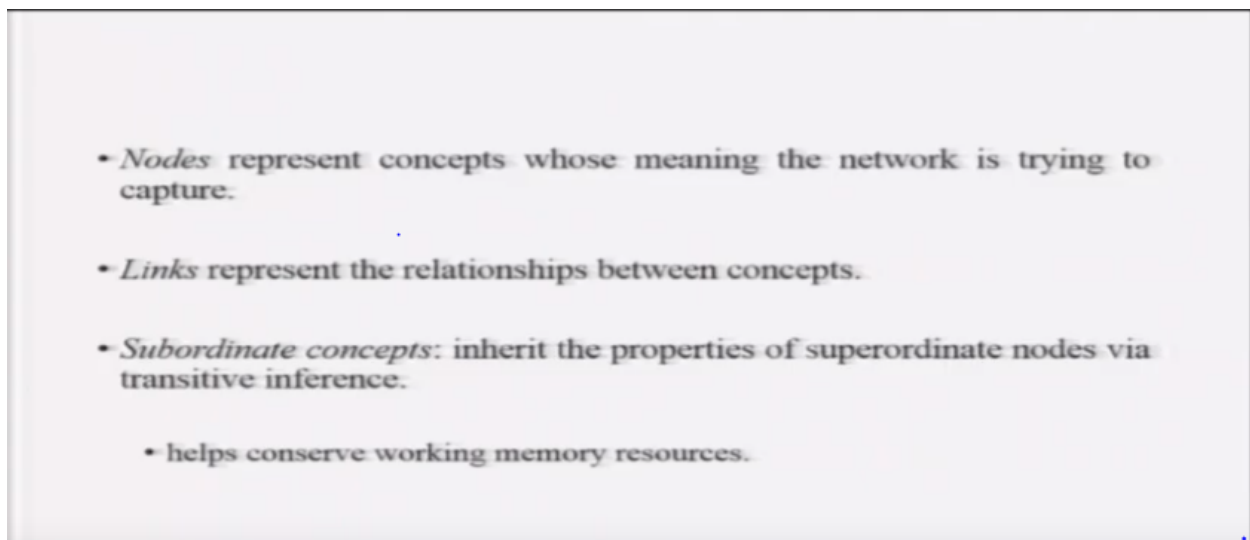 • Nodes represent concepts whose meaning the network is trying to
capture.
• Links represent the relationships between concepts.
• Subordinate concepts: inherit the properties of superordinate nodes via
transitive inference.
• helps conserve working memory resources.